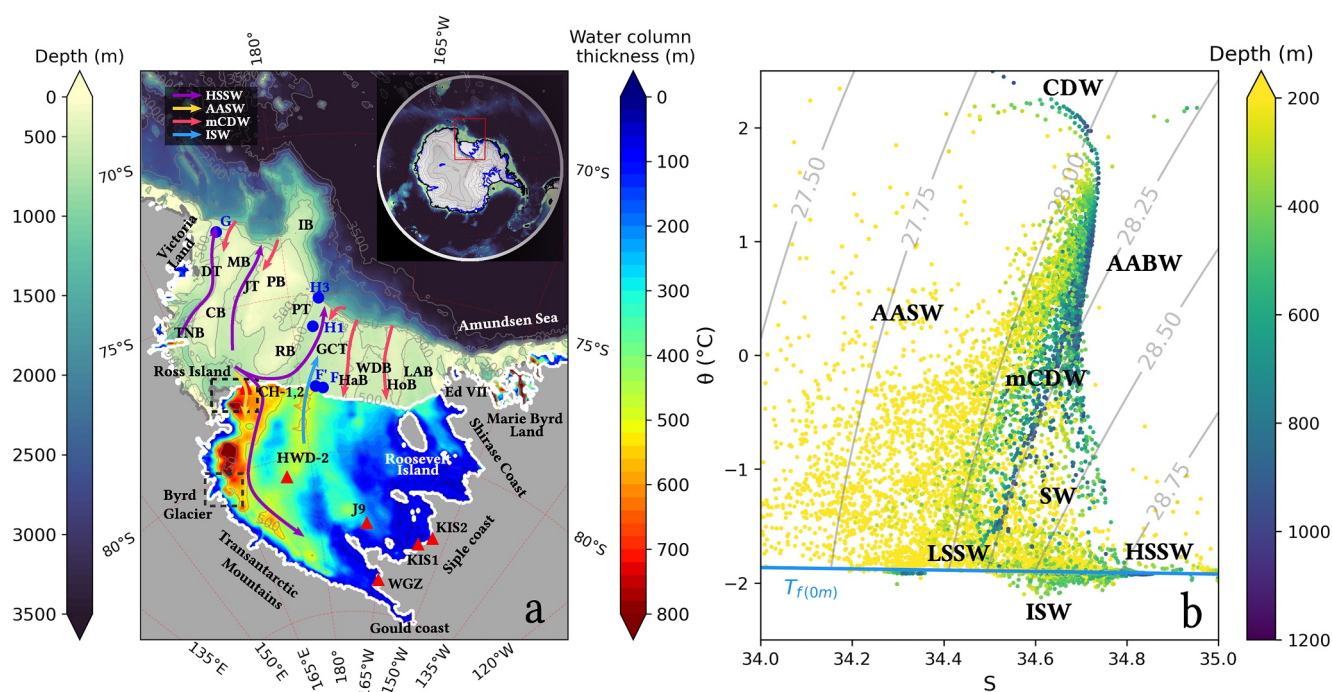 Depth (m)
0
500
1000
1500
2000
2500
3000
3500
180°
165°W
HSSW
AASW
mCDW
ISW
70°S
75°S
80°S
70°S
75°S
80°S
3500
500
500
Victoria
Land
G
IB
DT
MB
JT
PB
CB
H3
PT
TNB
H1
RB
GCT
Amundsen Sea
WDB
LAB
Ross Island
CH-1,2
F'
F
HaB
HoB
Ed VII
Marie Byrd
Land
Shirase Coast
HWD-2
Roosevelt
Island
Byrd
Glacier
J9
KIS2
KIS1
Siple coast
WGZ
Transantarctic
Mountains
Gould coast
a
135°E
150°E
165°E
180°
165°W
150°W
135°W
120°W
Water column
thickness (m)
0
100
200
300
400
500
600
700
800
θ (°C)
2
1
0
−1
−2
27.50
27.75
28.00
28.25
28.50
28.75
CDW
AABW
AASW
mCDW
SW
LSSW
HSSW
ISW
Tf(0m)
b
34.0
34.2
34.4
34.6
34.8
35.0
S
Depth (m)
200
400
600
800
1000
1200